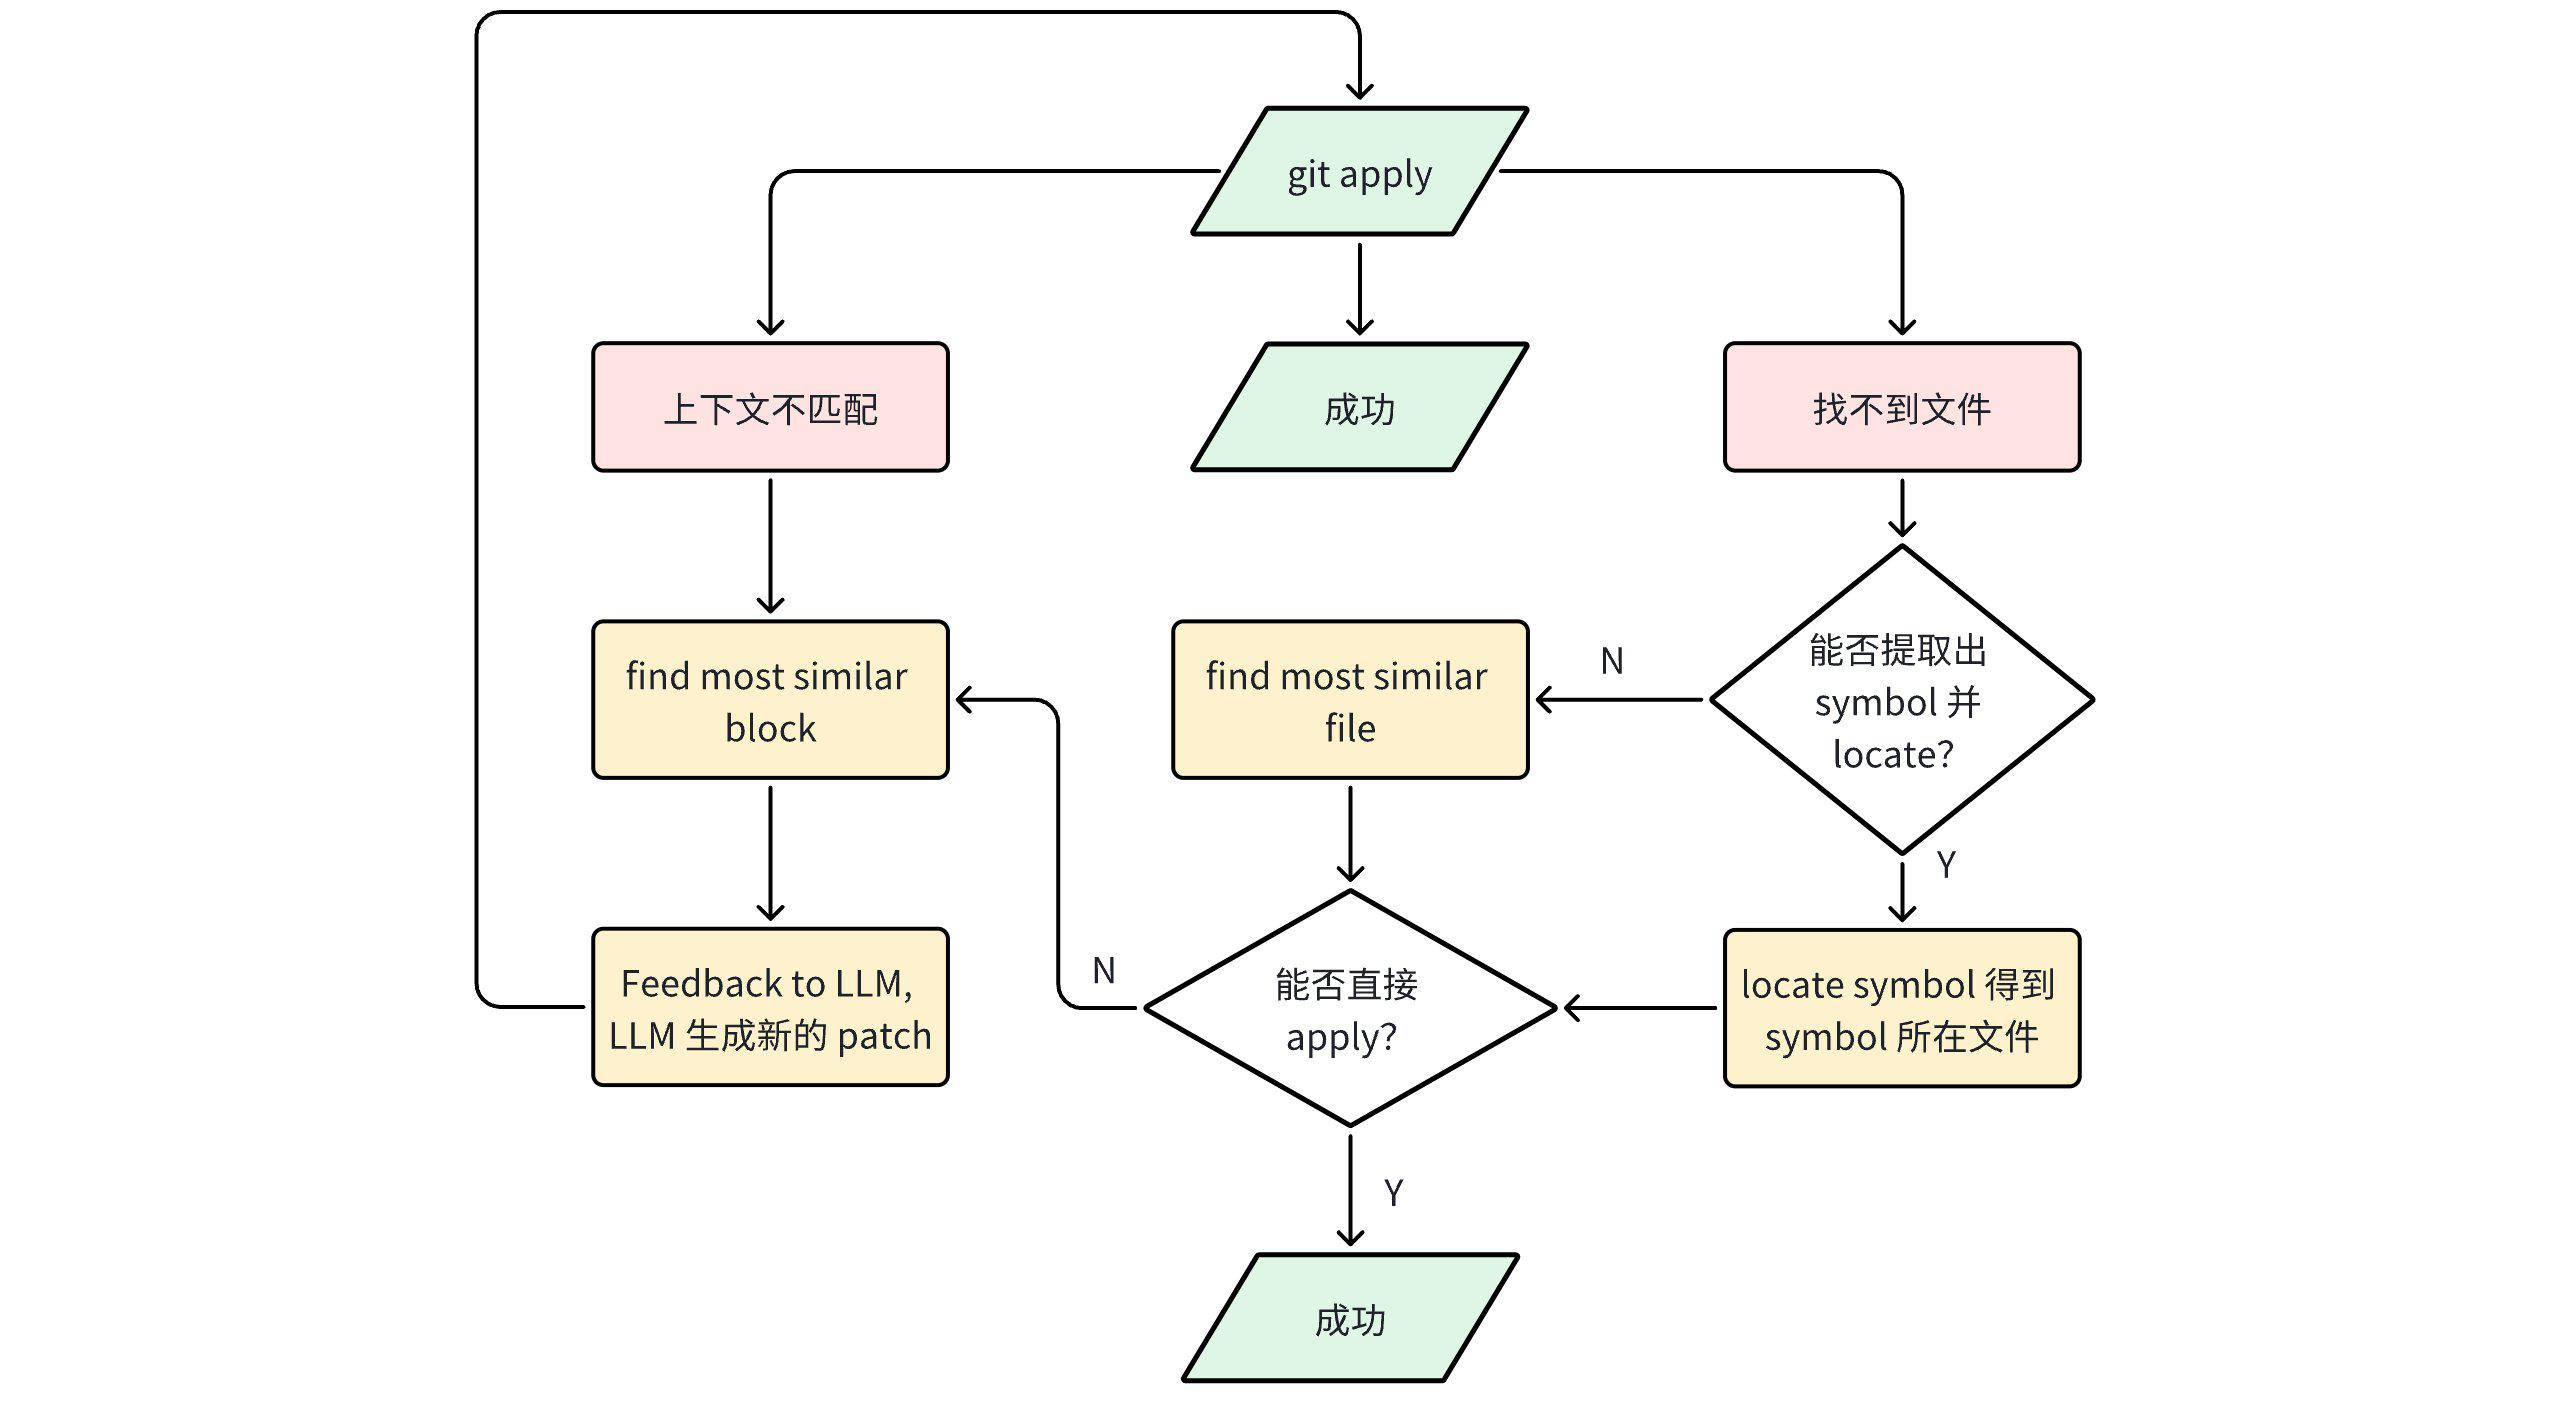 git apply
上下文不匹配
成功
找不到文件
find most similar
block
find most similar
file
N
能否提取出
symbol 并
locate?
Y
Feedback to LLM,
LLM 生成新的 patch
N
能否直接
apply?
locate symbol 得到
symbol 所在文件
Y
成功